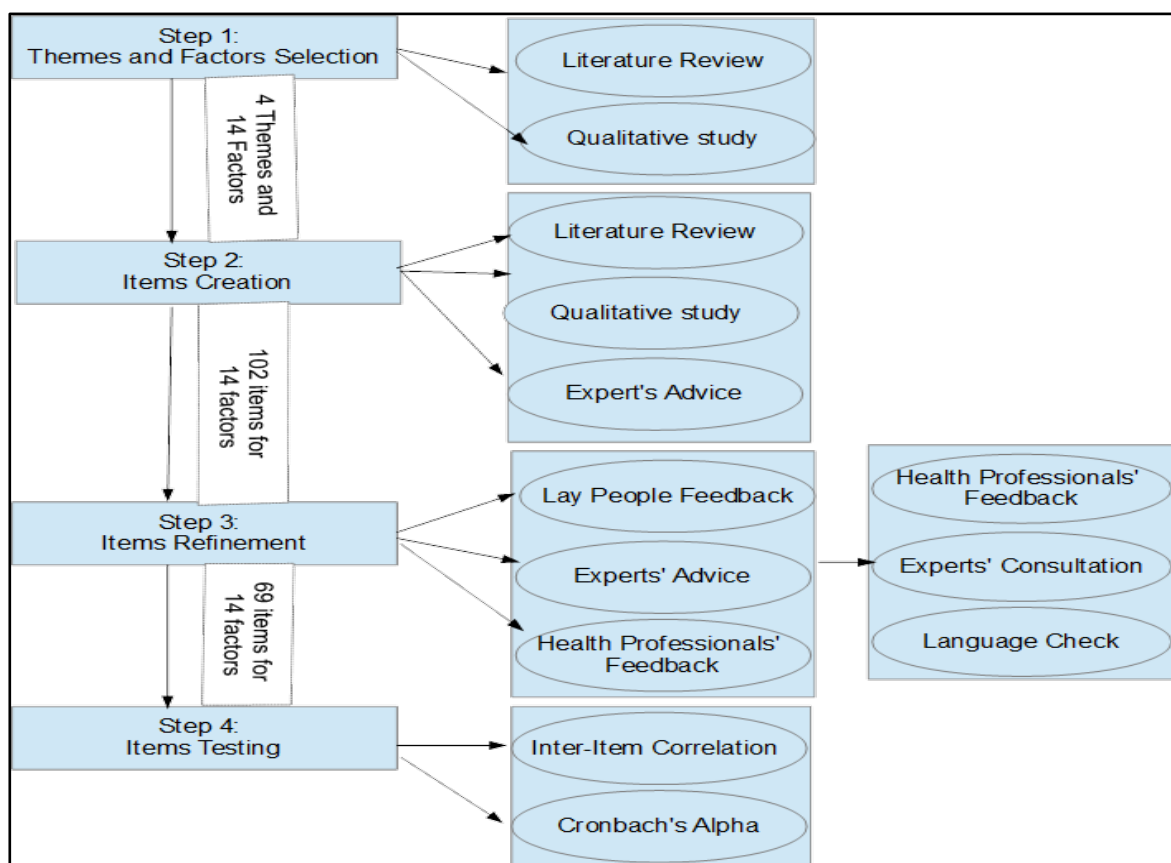 Step 1:
Themes and Factors Selection
Literature Review
Qualitative study
4 Themes and
14 Factors
Step 2:
Items Creation
Literature Review
Qualitative study
Expert's Advice
102 items for
14 factors
Step 3:
Items Refinement
Lay People Feedback
Experts' Advice
Health Professionals'
Feedback
Health Professionals'
Feedback
Experts' Consultation
Language Check
69 items for
14 factors
Step 4:
Items Testing
Inter-Item Correlation
Cronbach's Alpha